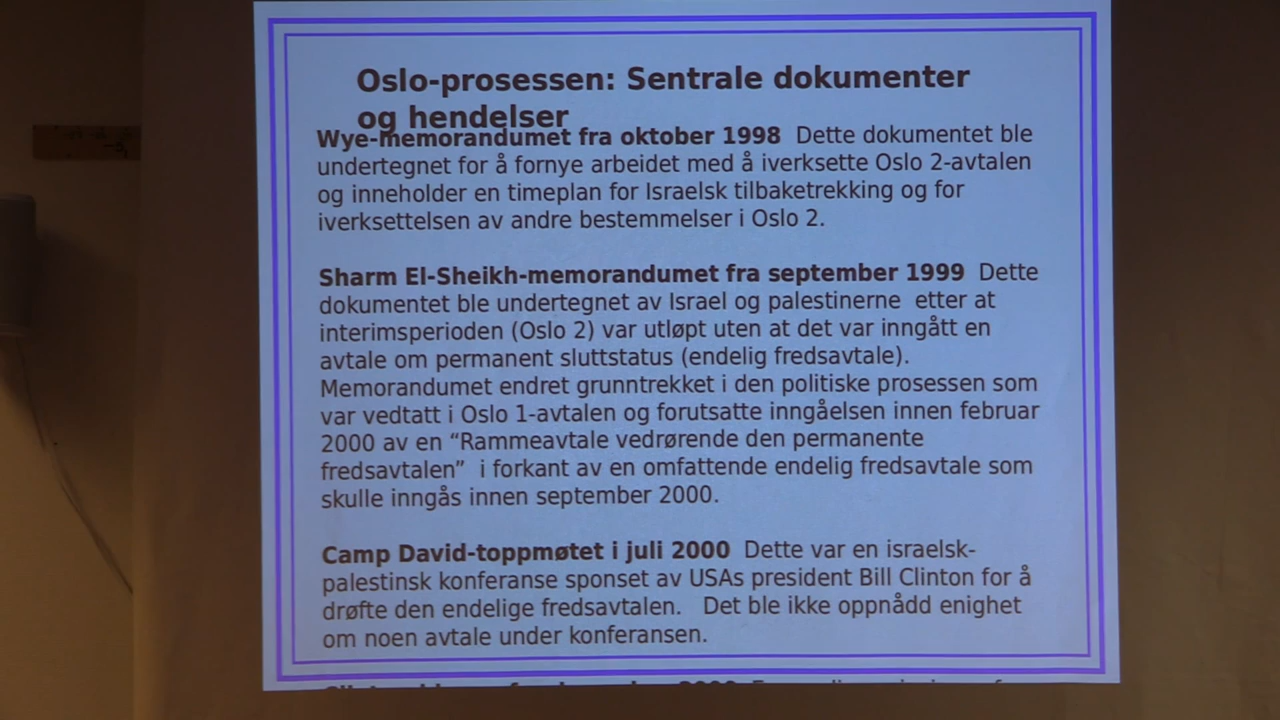 Oslo-prosessen: Sentrale dokumenter
og hendelser
Wye-memorandumet fra oktober 1998 Dette dokumentet ble
undertegnet for å fornye arbeidet med å iverksette Oslo 2-avtalen
og inneholder en timeplan for Israelsk tilbaketrekking og for
iverksettelsen av andre bestemmelser i Oslo 2.
Sharm El-Sheikh-memorandumet fra september 1999 Dette
dokumentet ble undertegnet av Israel og palestinerne etter at
interimsperioden (Oslo 2) var utløpt uten at det var inngått en
avtale om permanent sluttstatus (endelig fredsavtale).
Memorandumet endret grunntrekket i den politiske prosessen som
var vedtatt i Oslo 1-avtalen og forutsatte inngåelsen innen februar
2000 av en “Rammeavtale vedrørende den permanente
fredsavtalen” i forkant av en omfattende endelig fredsavtale som
skulle inngås innen september 2000.
Camp David-toppmøtet i juli 2000 Dette var en israelsk-
palestinsk konferanse sponset av USAs president Bill Clinton for å
drøfte den endelige fredsavtalen. Det ble ikke oppnådd enighet
om noen avtale under konferansen.